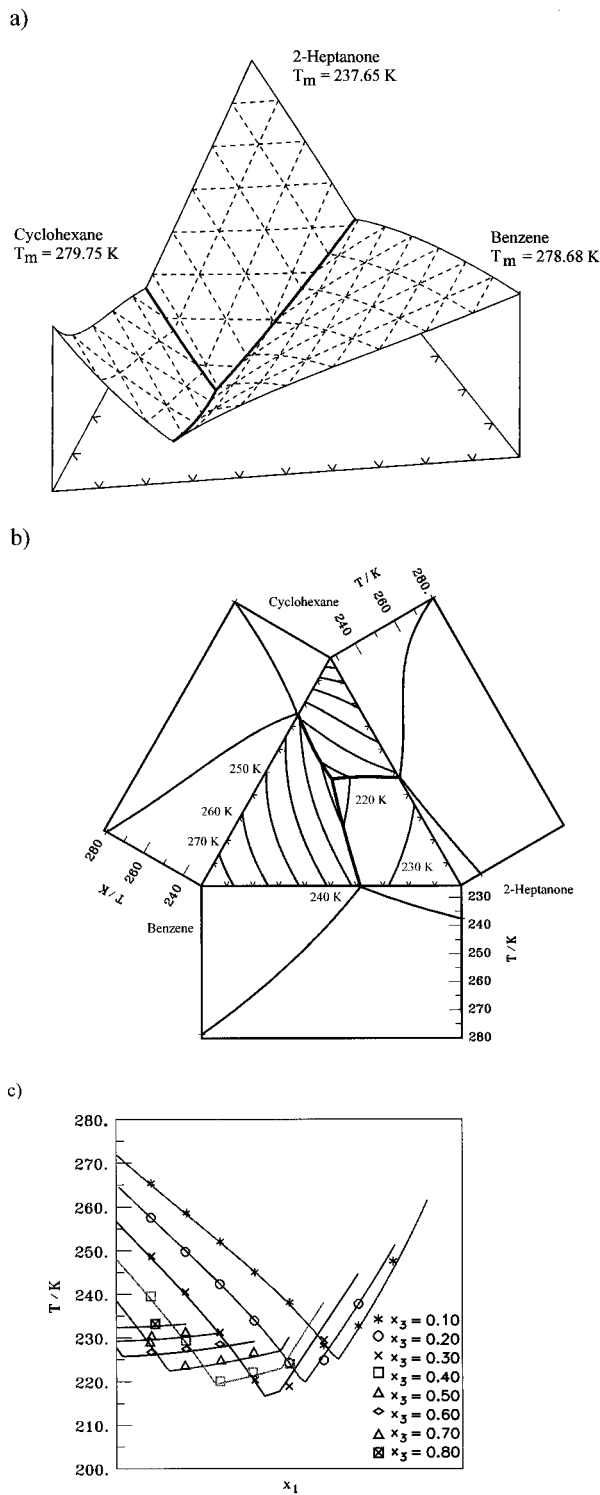 a)
2-Heptanone
Tm = 237.65 K
Cyclohexane
Tm = 279.75 K
Benzene
Tm = 278.68 K
b)
T / K
280.
260
240
Cyclohexane
250 K
260 K
270 K
220 K
230 K
240 K
280
260
240
T / K
Benzene
2-Heptanone
230
240
250
260
270
280
T / K
c)
280.
270.
260.
250.
240.
230.
220.
210.
200.
T / K
x1
x3 = 0.10
x3 = 0.20
x3 = 0.30
x3 = 0.40
x3 = 0.50
x3 = 0.60
x3 = 0.70
x3 = 0.80